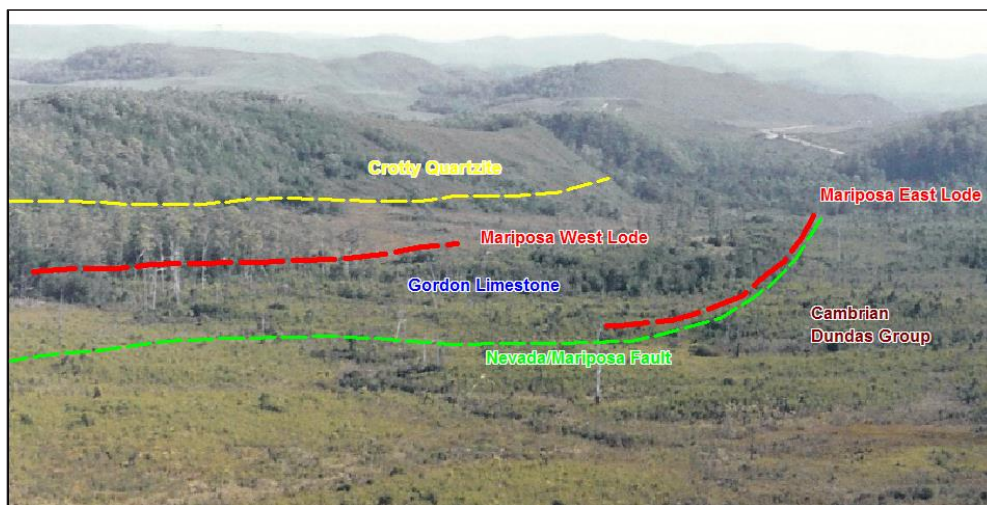 Crotty Quartzite
Mariposa East Lode
Mariposa West Lode
Gordon Limestone
Cambrian
Dundas Group
Nevada/Mariposa Fault